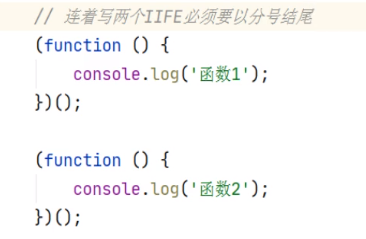 // 连着写两个IIFE必须要以分号结尾
(function () {
    console.log('函数1');
})();

(function () {
    console.log('函数2');
})();